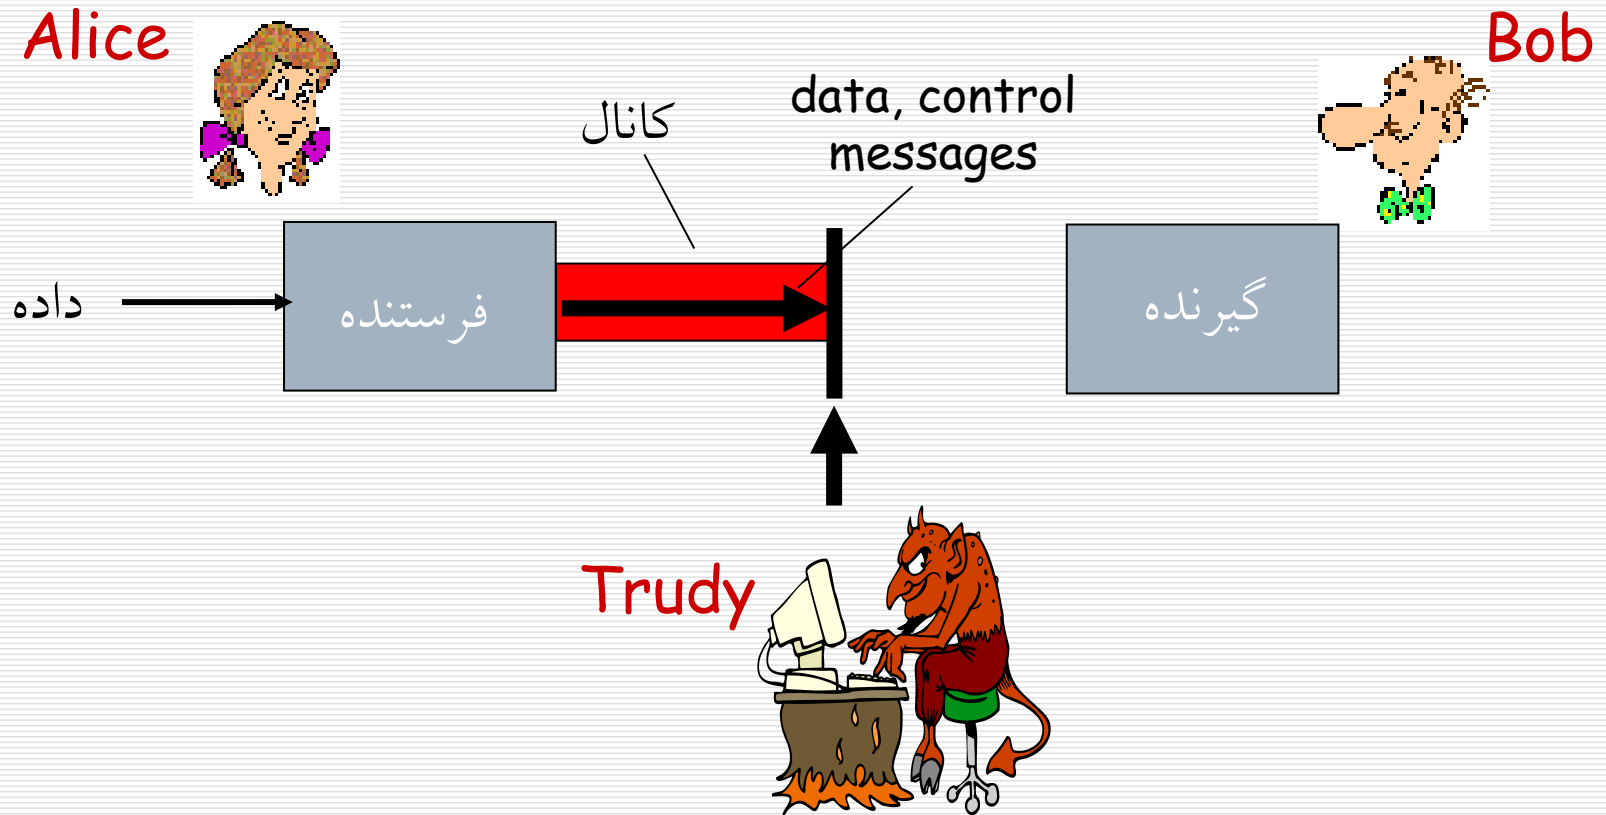 Alice
Bob
کانال
data, control
messages
داده
فرستنده
گیرنده
Trudy